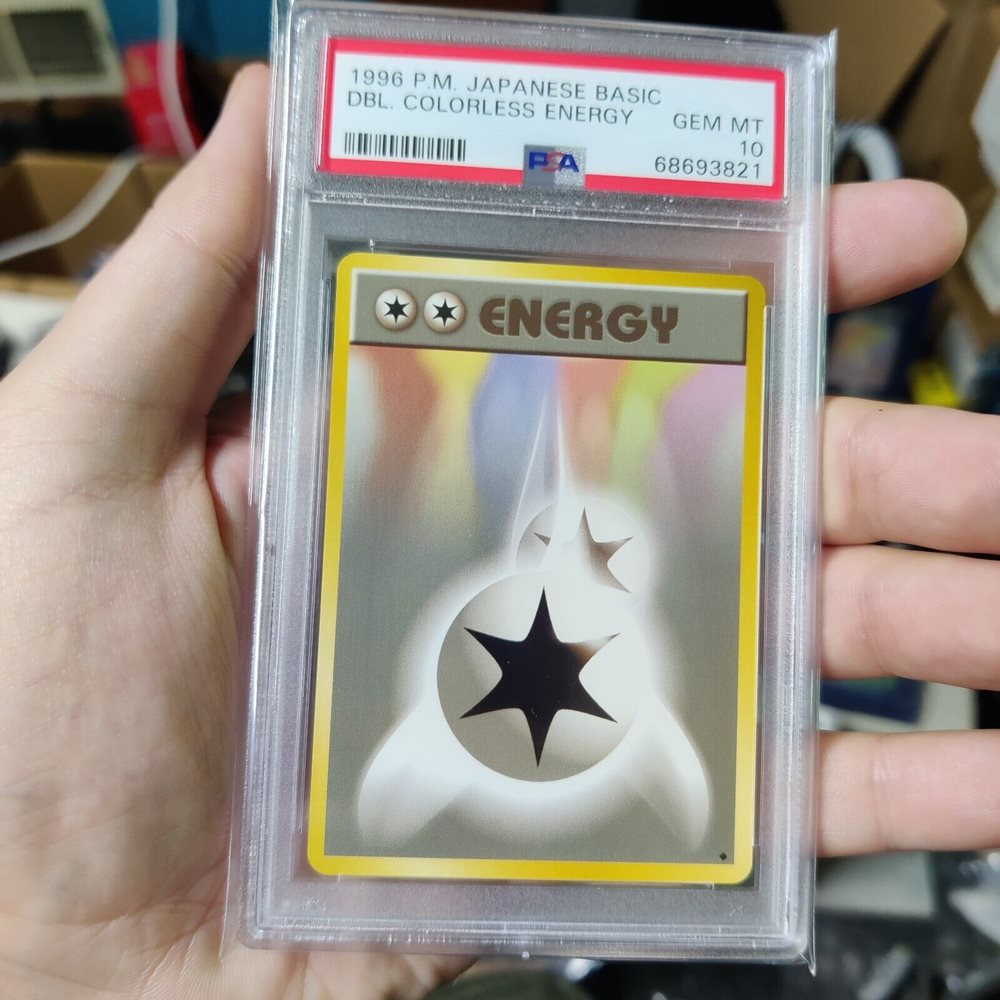 1996 P.M. JAPANESE BASIC
DBL. COLORLESS ENERGY GEM MT
10
PSA 68693821
ENERGY